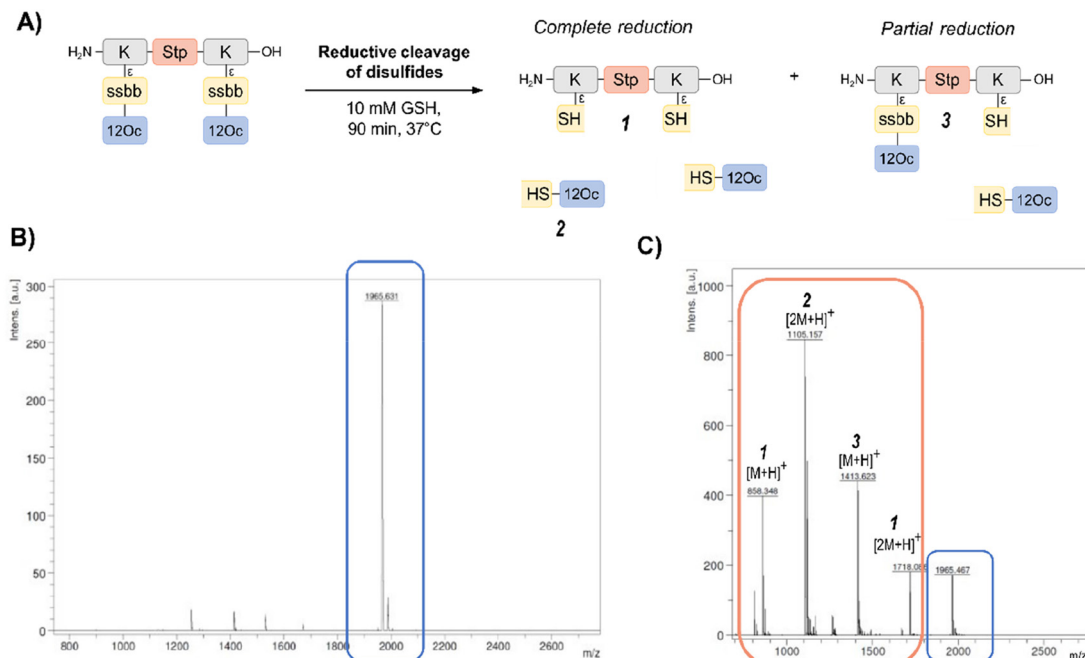 A)
H₂N K Stp K OH
ε ε
ssbb ssbb
12Oc 12Oc
Reductive cleavage
of disulfides
10 mM GSH,
90 min, 37°C
Complete reduction
H₂N K Stp K OH
ε ε
SH 1 SH
HS 12Oc
HS 12Oc
2
+
Partial reduction
H₂N K Stp K OH
ε ε
ssbb 3 SH
12Oc
HS 12Oc
B)
Intens. [a.u.]
300
250
200
150
100
50
0
1965.631
800 1000 1200 1400 1600 1800 2000 2200 2400 2600
m/z
C)
Intens. [a.u.]
1000
800
600
400
200
0
2
[2M+H]⁺
1105.157
1
[M+H]⁺
858.348
3
[M+H]⁺
1413.623
1
[2M+H]⁺
1965.467
1000 1500 2000 2500
m/z